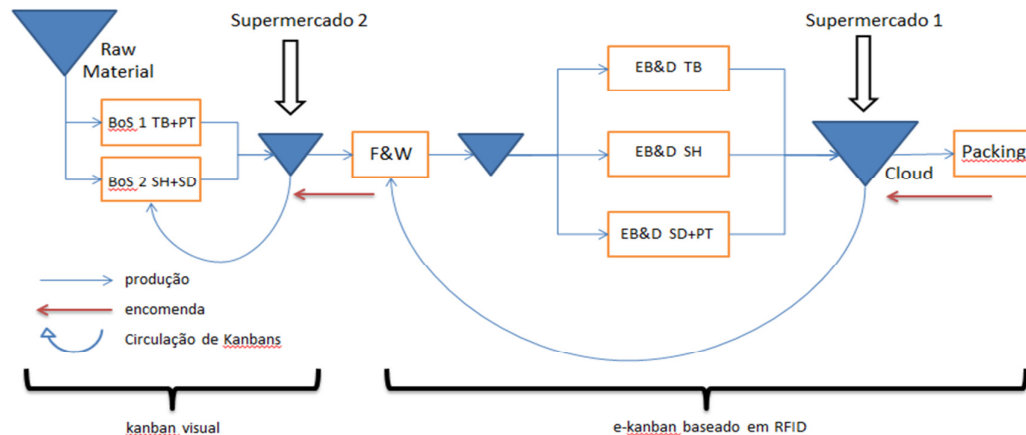 Supermercado 2
Supermercado 1
Raw
Material
EB&D TB
BoS 1 TB+PT
F&W
EB&D SH
Packing
Cloud
BoS 2 SH+SD
EB&D SD+PT
produção
encomenda
Circulação de Kanbans
kanban visual
e-kanban baseado em RFID